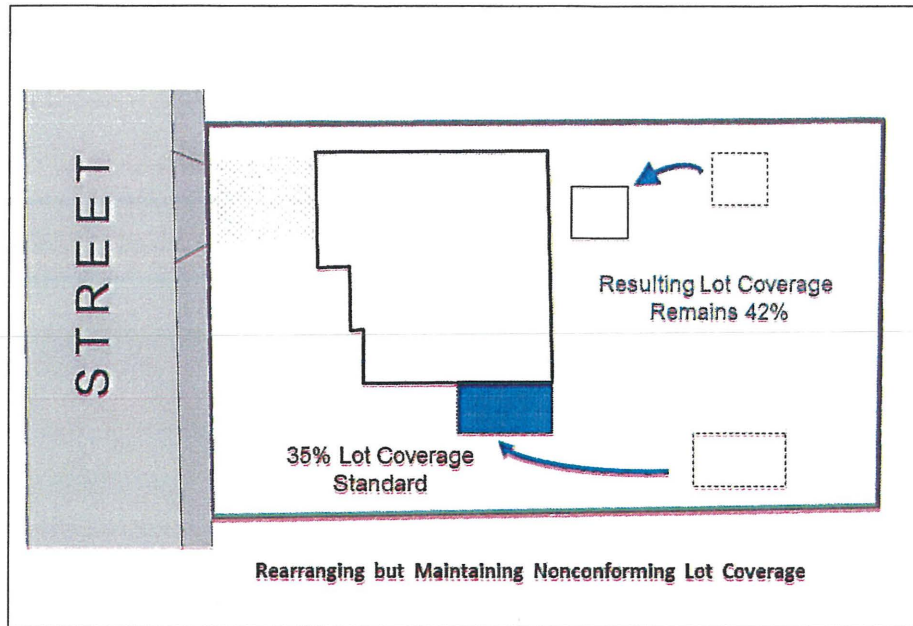 STREET
Resulting Lot Coverage
Remains 42%
35% Lot Coverage
Standard
Rearranging but Maintaining Nonconforming Lot Coverage